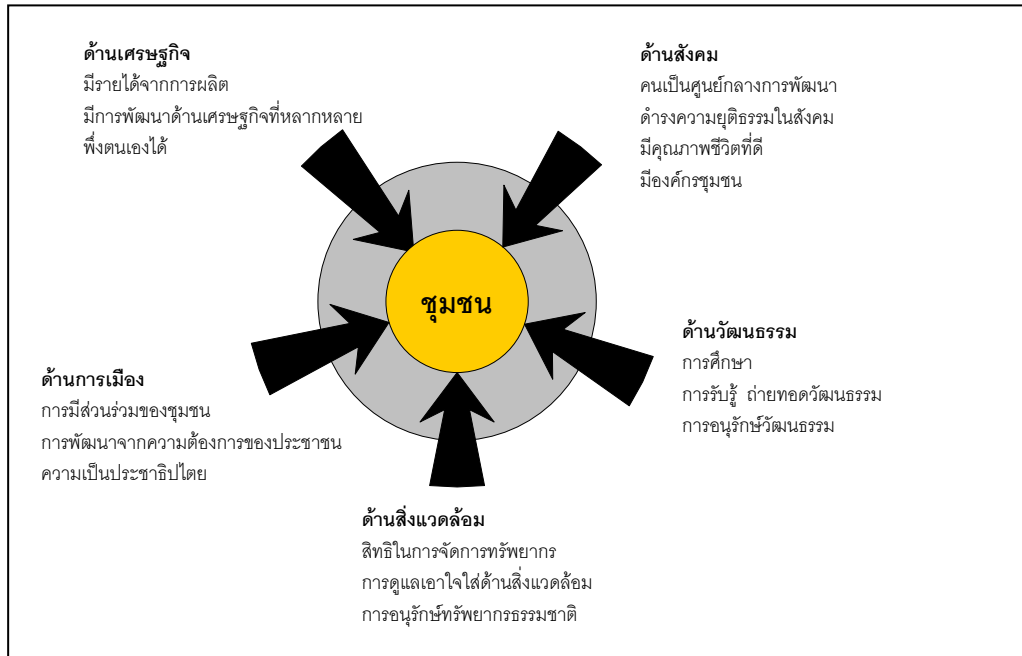 ด้านเศรษฐกิจ
มีรายได้จากการผลิต
มีการพัฒนาด้านเศรษฐกิจที่หลากหลาย
พึ่งตนเองได้
ด้านสังคม
คนเป็นศูนย์กลางการพัฒนา
ดำรงความยุติธรรมในสังคม
มีคุณภาพชีวิตที่ดี
มีองค์กรชุมชน
ชุมชน
ด้านวัฒนธรรม
การศึกษา
การรับรู้ ถ่ายทอดวัฒนธรรม
การอนุรักษ์วัฒนธรรม
ด้านการเมือง
การมีส่วนร่วมของชุมชน
การพัฒนาจากความต้องการของประชาชน
ความเป็นประชาธิปไตย
ด้านสิ่งแวดล้อม
สิทธิในการจัดการทรัพยากร
การดูแลเอาใจใส่ด้านสิ่งแวดล้อม
การอนุรักษ์ทรัพยากรธรรมชาติ